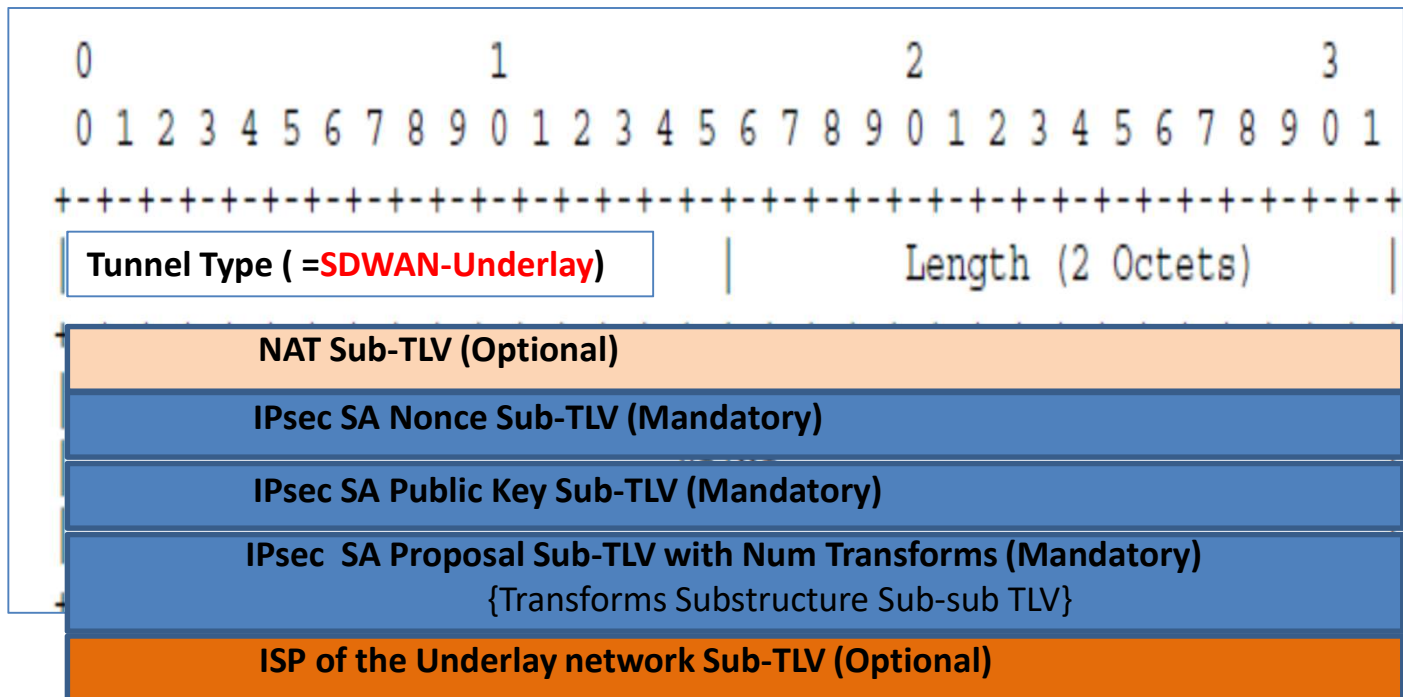 0 1 2 3
0 1 2 3 4 5 6 7 8 9 0 1 2 3 4 5 6 7 8 9 0 1 2 3 4 5 6 7 8 9 0 1
+-+-+-+-+-+-+-+-+-+-+-+-+-+-+-+-+-+-+-+-+-+-+-+-+-+-+-+-+-+-+-+-+
| Tunnel Type ( =SDWAN-Underlay) | Length (2 Octets) |
NAT Sub-TLV (Optional)
IPsec SA Nonce Sub-TLV (Mandatory)
IPsec SA Public Key Sub-TLV (Mandatory)
IPsec SA Proposal Sub-TLV with Num Transforms (Mandatory)
{Transforms Substructure Sub-sub TLV}
ISP of the Underlay network Sub-TLV (Optional)